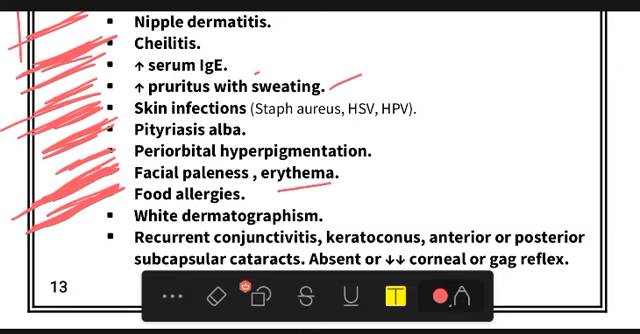 ▪ Nipple dermatitis.
▪ Cheilitis.
▪ ↑ serum IgE.
▪ ↑ pruritus with sweating.
▪ Skin infections (Staph aureus, HSV, HPV).
▪ Pityriasis alba.
▪ Periorbital hyperpigmentation.
Facial paleness , erythema.
Food allergies.
▪ White dermatographism.
▪ Recurrent conjunctivitis, keratoconus, anterior or posterior
subcapsular cataracts. Absent or ↓↓ corneal or gag reflex.
13